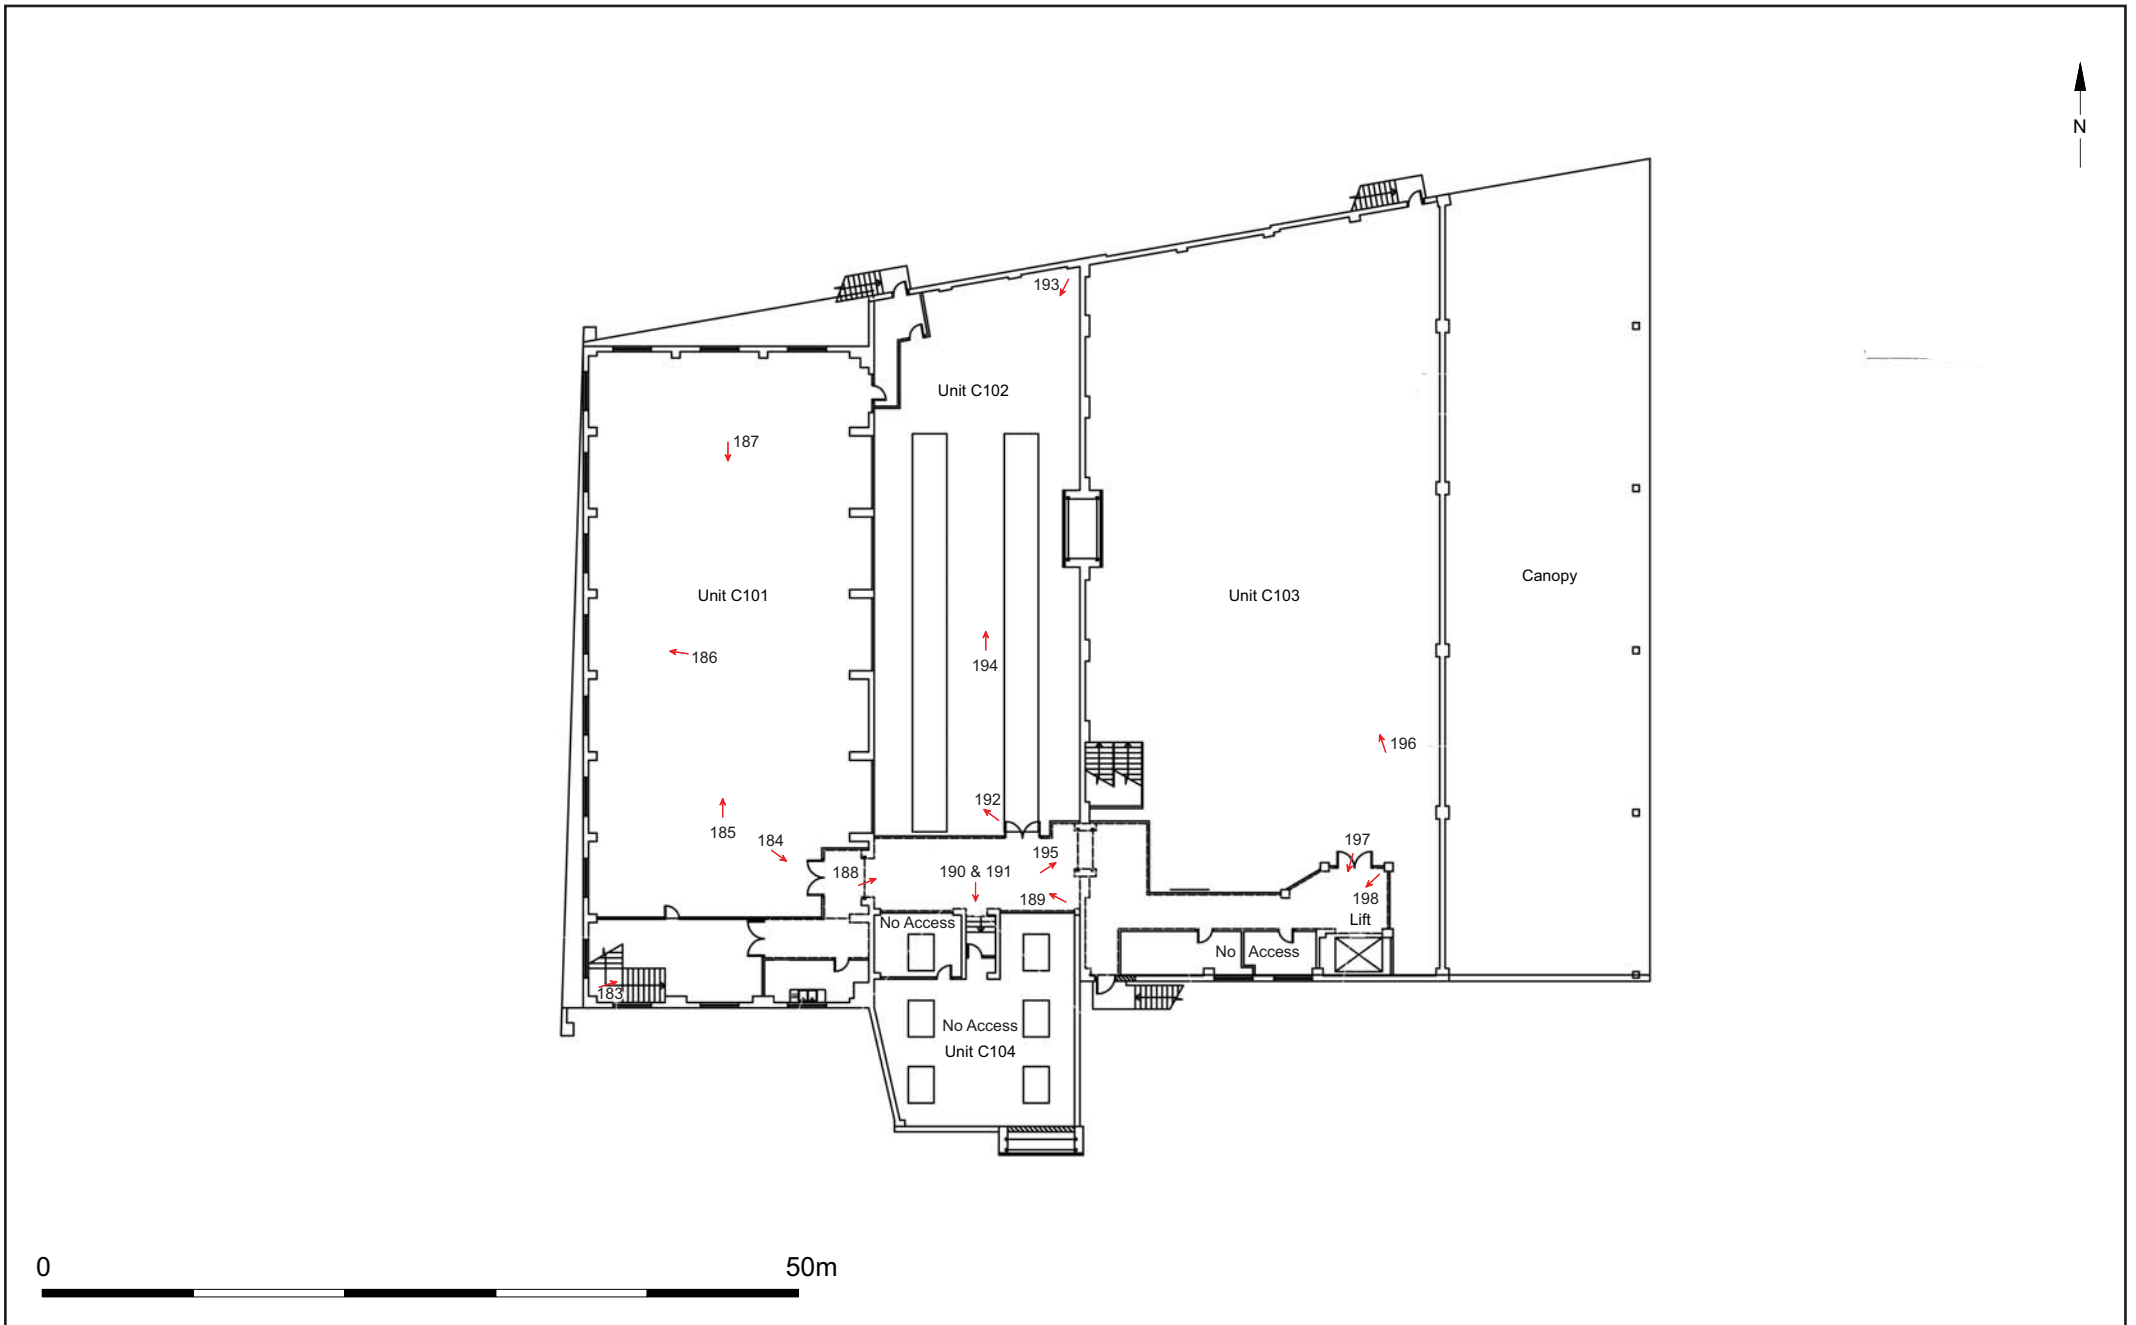 N
193
Unit C102
187
Canopy
Unit C101
Unit C103
186
194
196
192
185
184
197
195
188
190 & 191
189
198
No Access
Lift
No Access
183
No Access
Unit C104
0 50m